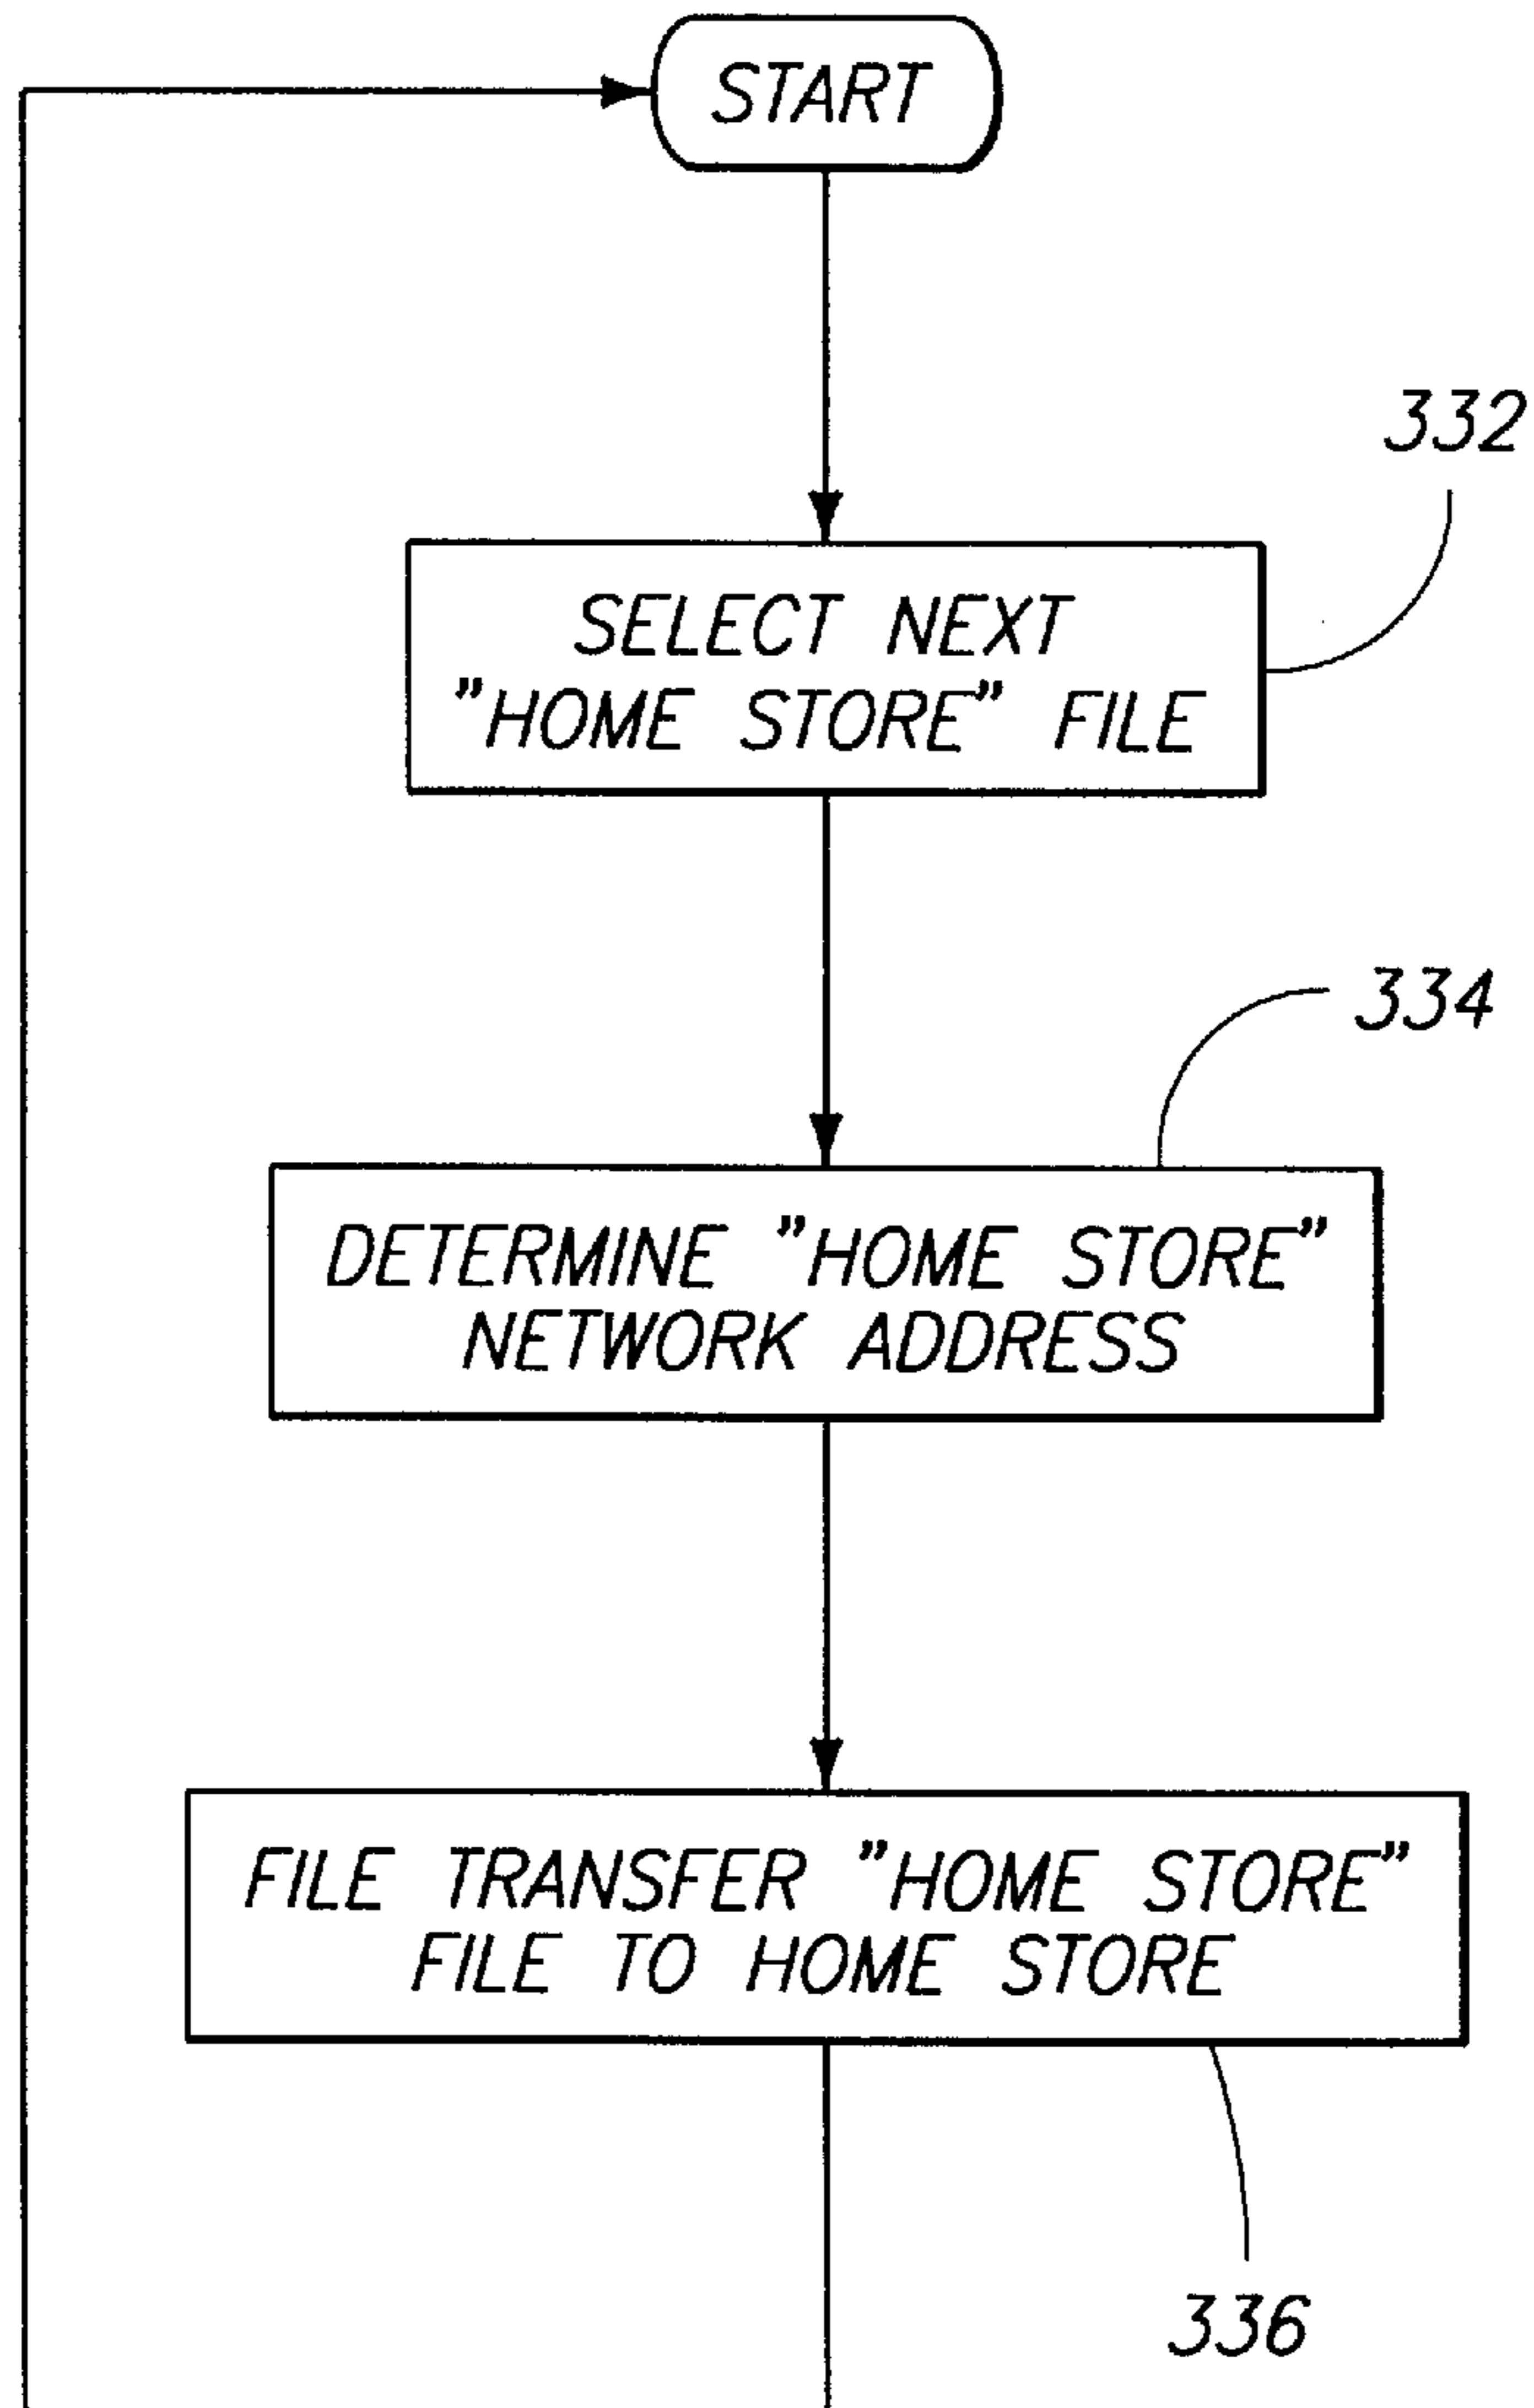 START
332
SELECT NEXT
"HOME STORE" FILE
334
DETERMINE "HOME STORE"
NETWORK ADDRESS
FILE TRANSFER "HOME STORE"
FILE TO HOME STORE
336